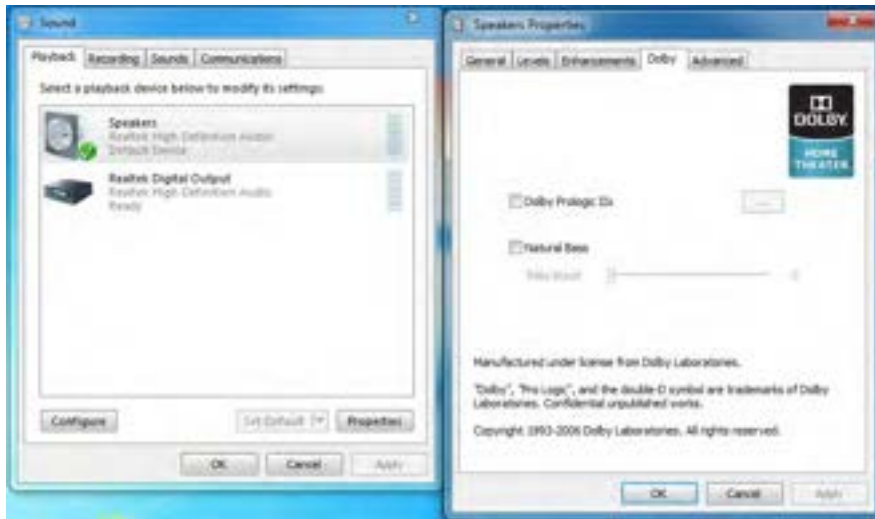 Sound
Playback Recording Sounds Communications
Select a playback device below to modify its settings:
Speakers
Realtek High Definition Audio
Default Device
Realtek Digital Output
Realtek High Definition Audio
Ready
Configure Set Default Properties
OK Cancel Apply
Speakers Properties
General Levels Enhancements Dolby Advanced
DOLBY
HOME
THEATER
Dolby Prologic IIx ...
Natural Bass
Manufactured under license from Dolby Laboratories.
"Dolby", "Pro Logic", and the double-D symbol are trademarks of Dolby
Laboratories. Confidential unpublished works.
Copyright 1993-2006 Dolby Laboratories. All rights reserved.
OK Cancel Apply